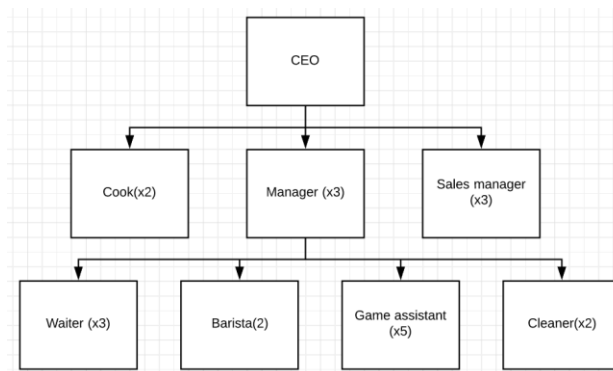 CEO
Cook(x2)
Manager (x3)
Sales manager
(x3)
Waiter (x3)
Barista(2)
Game assistant
(x5)
Cleaner(x2)